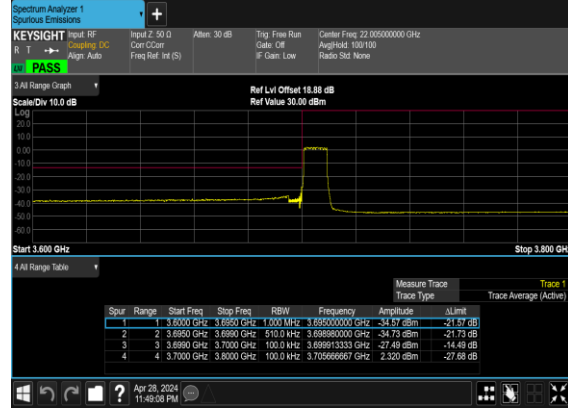 Spectrum Analyzer 1
Spurious Emissions
+
KEYSIGHT Input: RF Input Z: 50 Ω Atten: 30 dB Trig: Free Run Center Freq: 22.005000000 GHz
R T Coupling: DC Corr CCorr Gate: Off Avg|Hold: 100/100
Align: Auto Freq Ref: Int (S) IF Gain: Low Radio Std: None
PASS
3 All Range Graph
Ref Lvl Offset 18.88 dB
Scale/Div 10.0 dB Ref Value 30.00 dBm
Log
20.0
10.0
0.00
-10.0
-20.0
-30.0
-40.0
-50.0
-60.0
Start 3.600 GHz Stop 3.800 GH
4 All Range Table
Measure Trace Trace 1
Trace Type Trace Average (Active)
Spur Range Start Freq Stop Freq RBW Frequency Amplitude ΔLimit
1 1 3.6000 GHz 3.6950 GHz 1.000 MHz 3.695000000 GHz -34.57 dBm -21.57 dB
2 2 3.6950 GHz 3.6990 GHz 510.0 kHz 3.698980000 GHz -34.73 dBm -21.73 dB
3 3 3.6990 GHz 3.7000 GHz 100.0 kHz 3.699913333 GHz -27.49 dBm -14.49 dB
4 4 3.7000 GHz 3.8000 GHz 100.0 kHz 3.705666667 GHz 2.320 dBm -27.68 dB
? Apr 28, 2024
11:49:08 PM